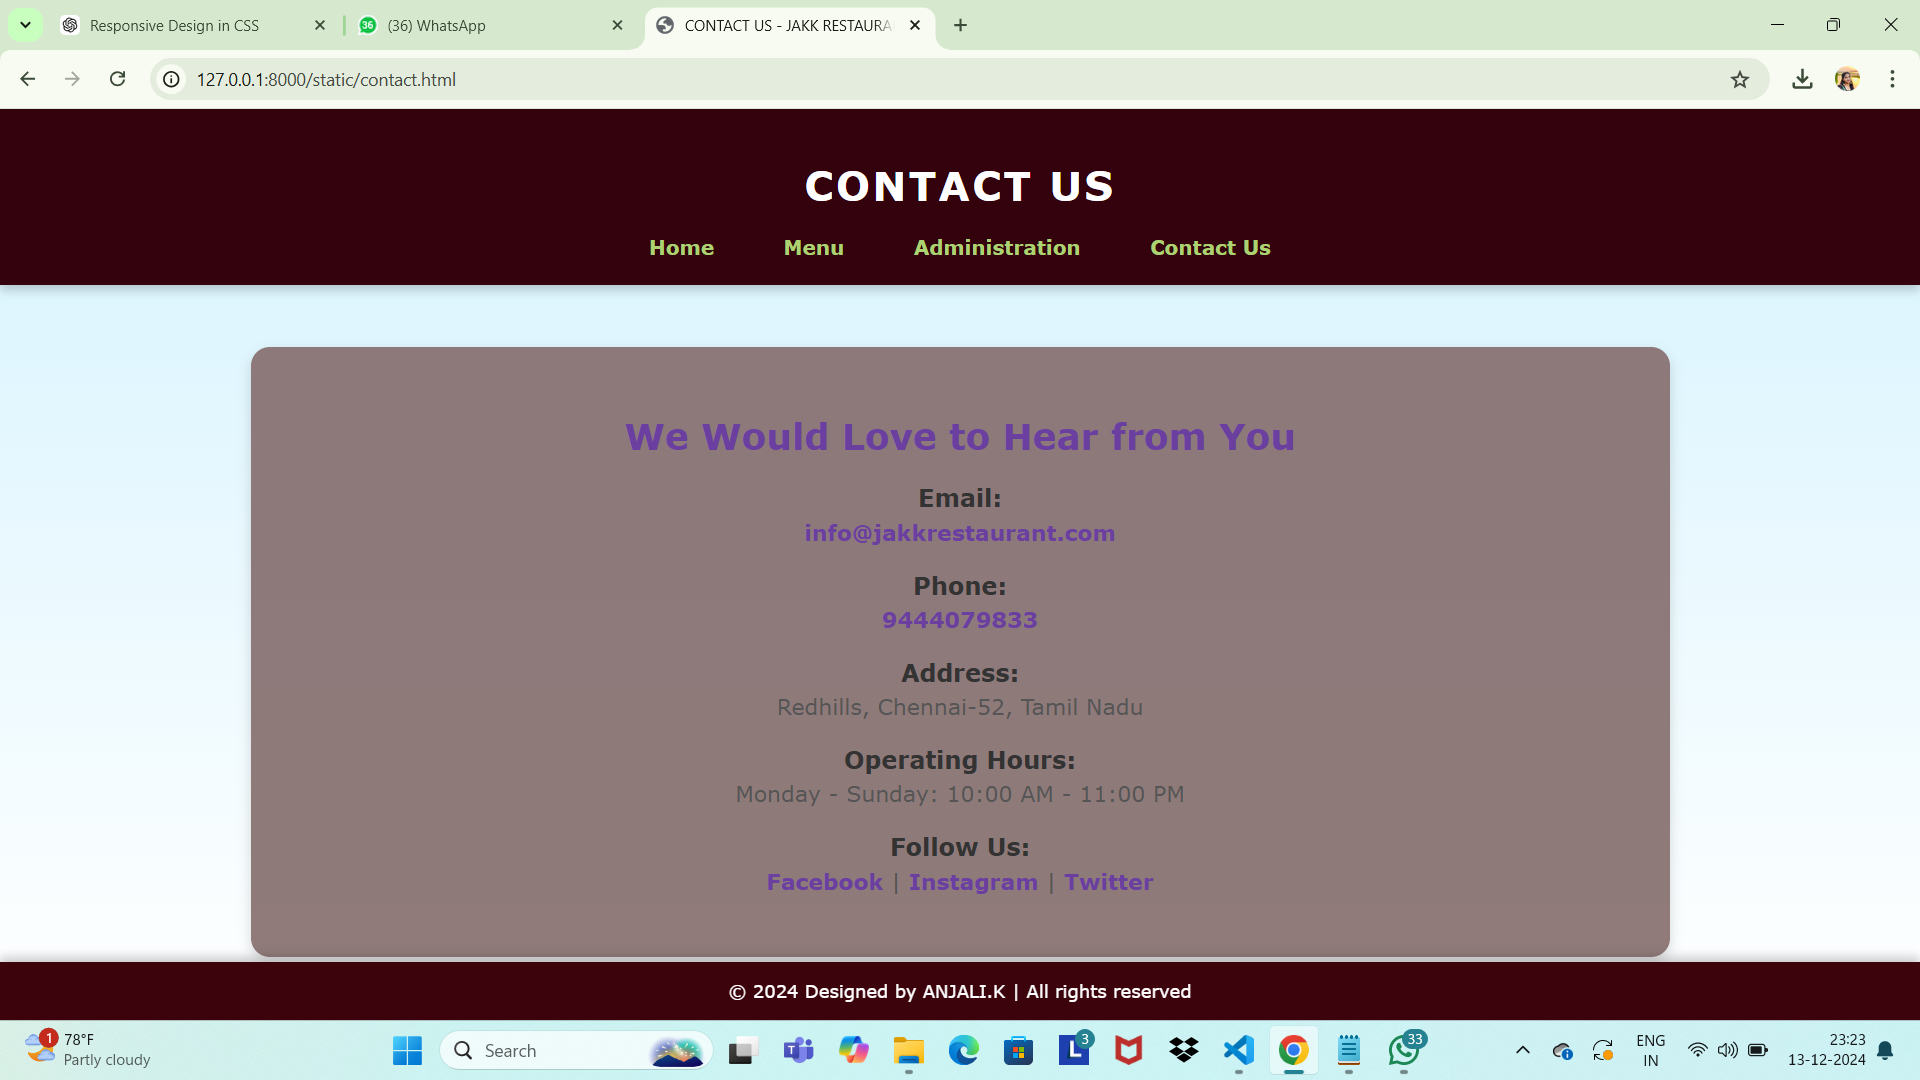 Responsive Design in CSS
36
(36) WhatsApp
CONTACT US - JAKK RESTAURA
127.0.0.1:8000/static/contact.html
CONTACT US
Home Menu Administration Contact Us
We Would Love to Hear from You
Email:
info@jakkrestaurant.com
Phone:
9444079833
Address:
Redhills, Chennai-52, Tamil Nadu
Operating Hours:
Monday - Sunday: 10:00 AM - 11:00 PM
Follow Us:
Facebook | Instagram | Twitter
© 2024 Designed by ANJALI.K | All rights reserved
1
78°F
Partly cloudy
Search
T
L
3
33
ENG
IN
23:23
13-12-2024